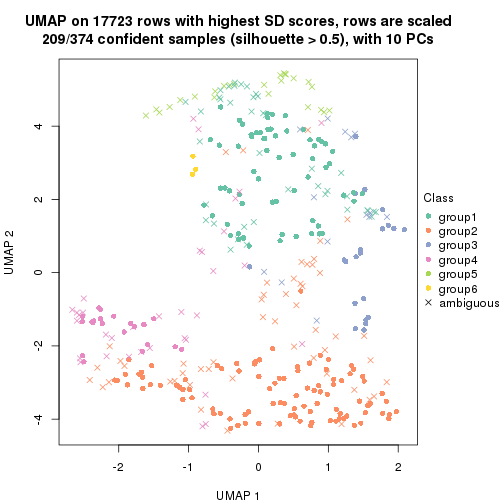 UMAP on 17723 rows with highest SD scores, rows are scaled
209/374 confident samples (silhouette > 0.5), with 10 PCs
4
2
0
-2
-4
UMAP 2
-2
-1
0
1
2
UMAP 1
Class
group1
group2
group3
group4
group5
group6
ambiguous